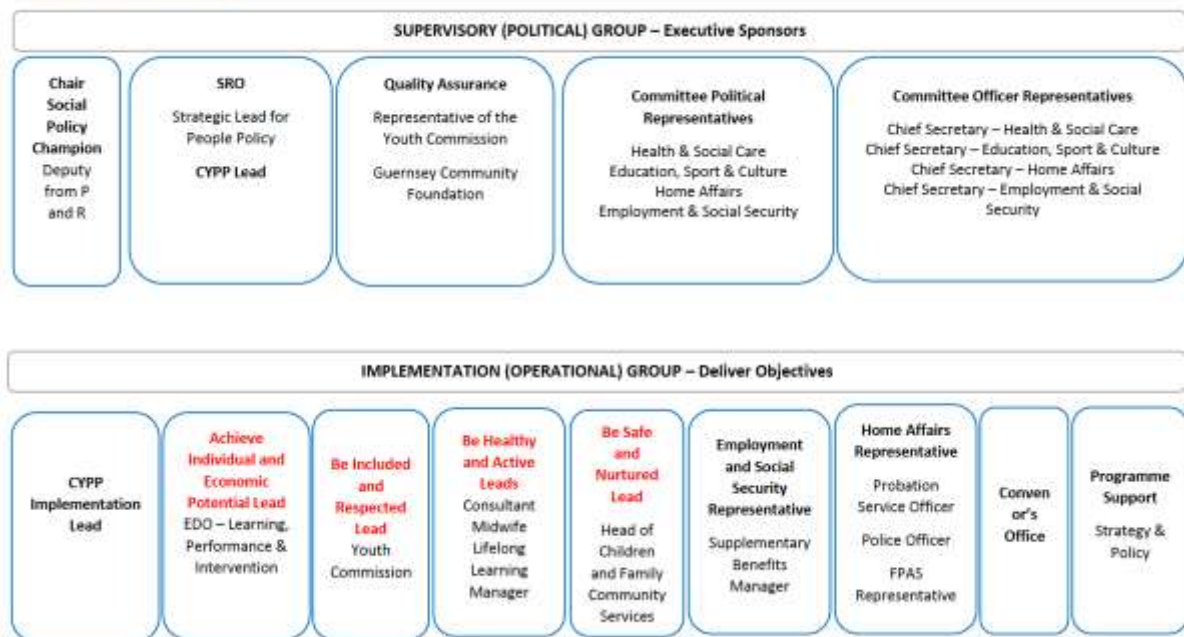 SUPERVISORY (POLITICAL) GROUP – Executive Sponsors
Chair
Social
Policy
Champion
Deputy
from P
and R
SRO
Strategic Lead for
People Policy
CYPP Lead
Quality Assurance
Representative of the
Youth Commission
Guernsey Community
Foundation
Committee Political
Representatives
Health & Social Care
Education, Sport & Culture
Home Affairs
Employment & Social Security
Committee Officer Representatives
Chief Secretary – Health & Social Care
Chief Secretary – Education, Sport & Culture
Chief Secretary – Home Affairs
Chief Secretary – Employment & Social
Security
IMPLEMENTATION (OPERATIONAL) GROUP – Deliver Objectives
CYPP
Implementation
Lead
Achieve
Individual and
Economic
Potential Lead
EDO – Learning,
Performance &
Intervention
Be Included
and
Respected
Lead
Youth
Commission
Be Healthy
and Active
Leads
Consultant
Midwife
Lifelong
Learning
Manager
Be Safe
and
Nurtured
Lead
Head of
Children
and Family
Community
Services
Employment
and Social
Security
Representative
Supplementary
Benefits
Manager
Home Affairs
Representative
Probation
Service Officer
Police Officer
FPAS
Representative
Conven
or's
Office
Programme
Support
Strategy &
Policy